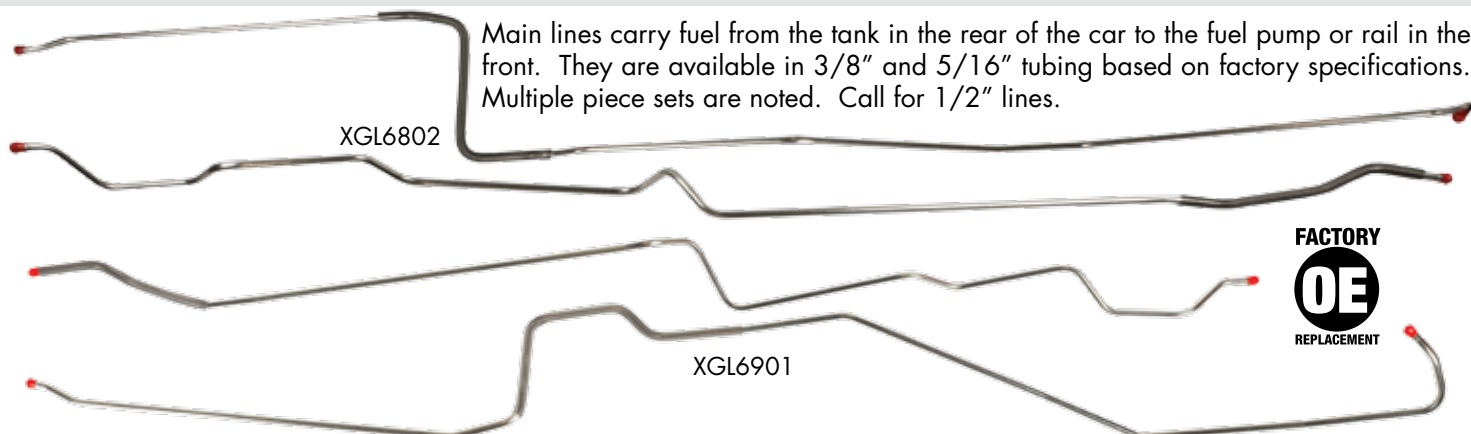 Main lines carry fuel from the tank in the rear of the car to the fuel pump or rail in the
front.  They are available in 3/8” and 5/16” tubing based on factory specifications.
Multiple piece sets are noted.  Call for 1/2” lines.
XGL6802
FACTORY
OE
REPLACEMENT
XGL6901